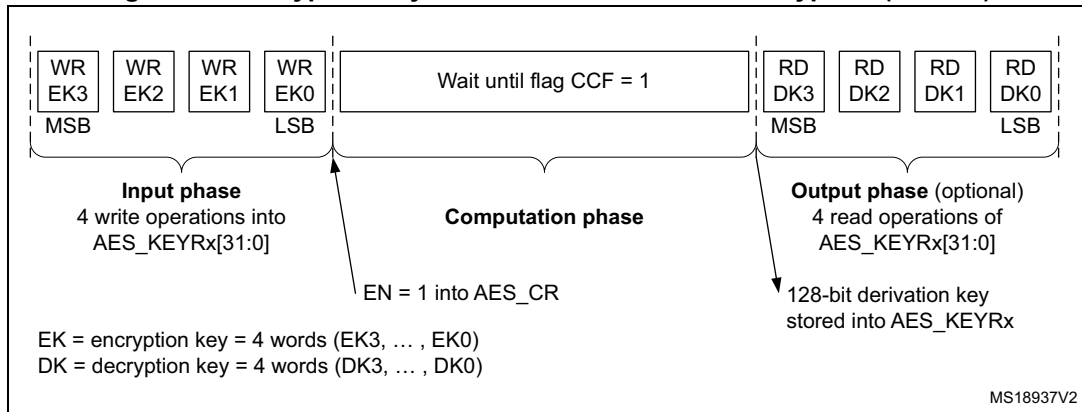 WR EK3
WR EK2
WR EK1
WR EK0
MSB
LSB
Wait until flag CCF = 1
RD DK3
RD DK2
RD DK1
RD DK0
MSB
LSB
Input phase
4 write operations into
AES_KEYRx[31:0]
Computation phase
Output phase (optional)
4 read operations of
AES_KEYRx[31:0]
EN = 1 into AES_CR
128-bit derivation key
stored into AES_KEYRx
EK = encryption key = 4 words (EK3, … , EK0)
DK = decryption key = 4 words (DK3, … , DK0)
MS18937V2